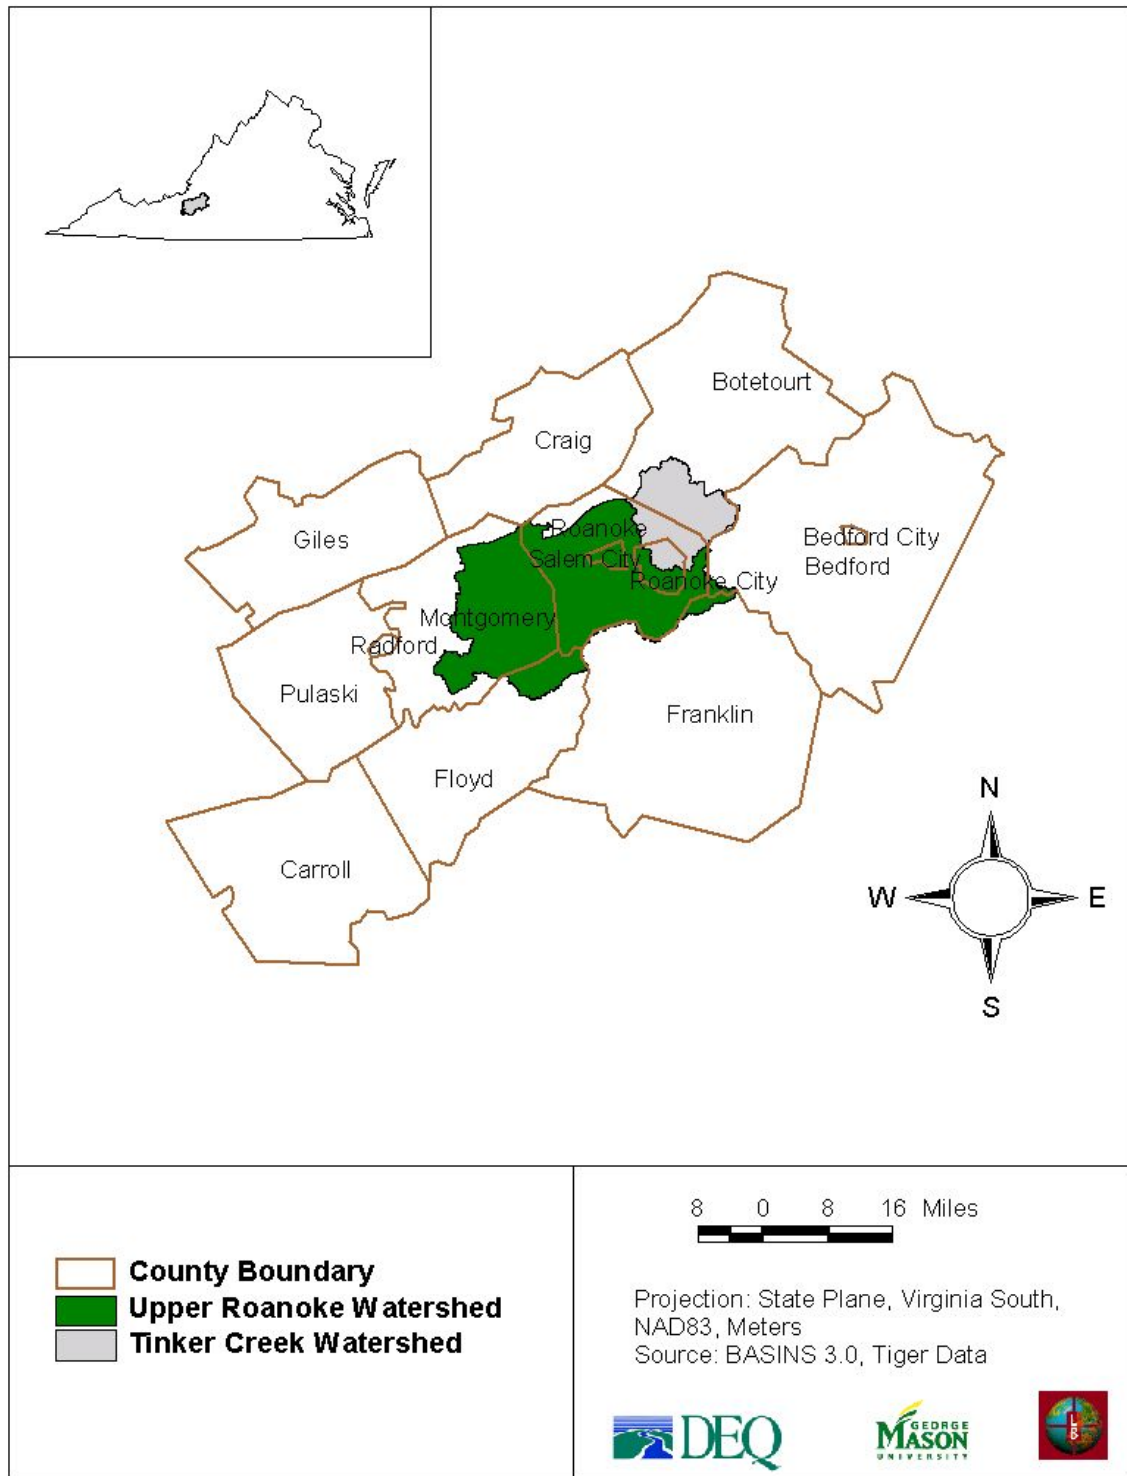 Botetourt
Craig
Giles
Roanoke
Salem City
Roanoke City
Bedford City
Bedford
Montgomery
Radford
Pulaski
Franklin
Floyd
Carroll
N
W
E
S
County Boundary
Upper Roanoke Watershed
Tinker Creek Watershed
8 0 8 16 Miles
Projection: State Plane, Virginia South,
NAD83, Meters
Source: BASINS 3.0, Tiger Data
DEQ
GEORGE
MASON
UNIVERSITY